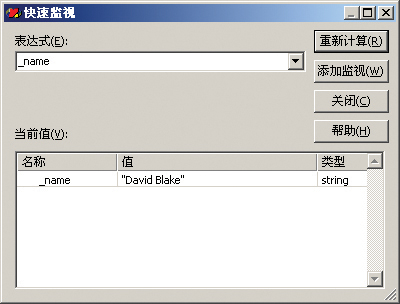 快速监视
表达式(E):
重新计算(R)
_name
添加监视(W)
关闭(C)
帮助(H)
当前值(V):
名称 值 类型
_name "David Blake" string